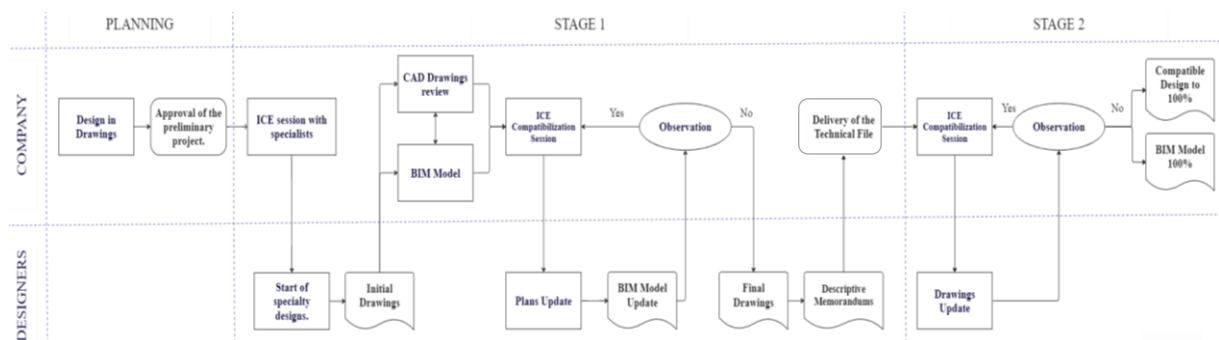 PLANNING
STAGE 1
STAGE 2
COMPANY
Design in
Drawings
Approval of the
preliminary
project.
ICE session with
specialists
CAD Drawings
review
BIM Model
ICE
Compatibilization
Session
Yes
Observation
No
Delivery of the
Technical File
ICE
Compatibilization
Session
Yes
Observation
No
Compatible
Design to
100%
BIM Model
100%
DESIGNERS
Start of
specialty
designs.
Initial
Drawings
Plans Update
BIM Model
Update
Final
Drawings
Descriptive
Memorandums
Drawings
Update